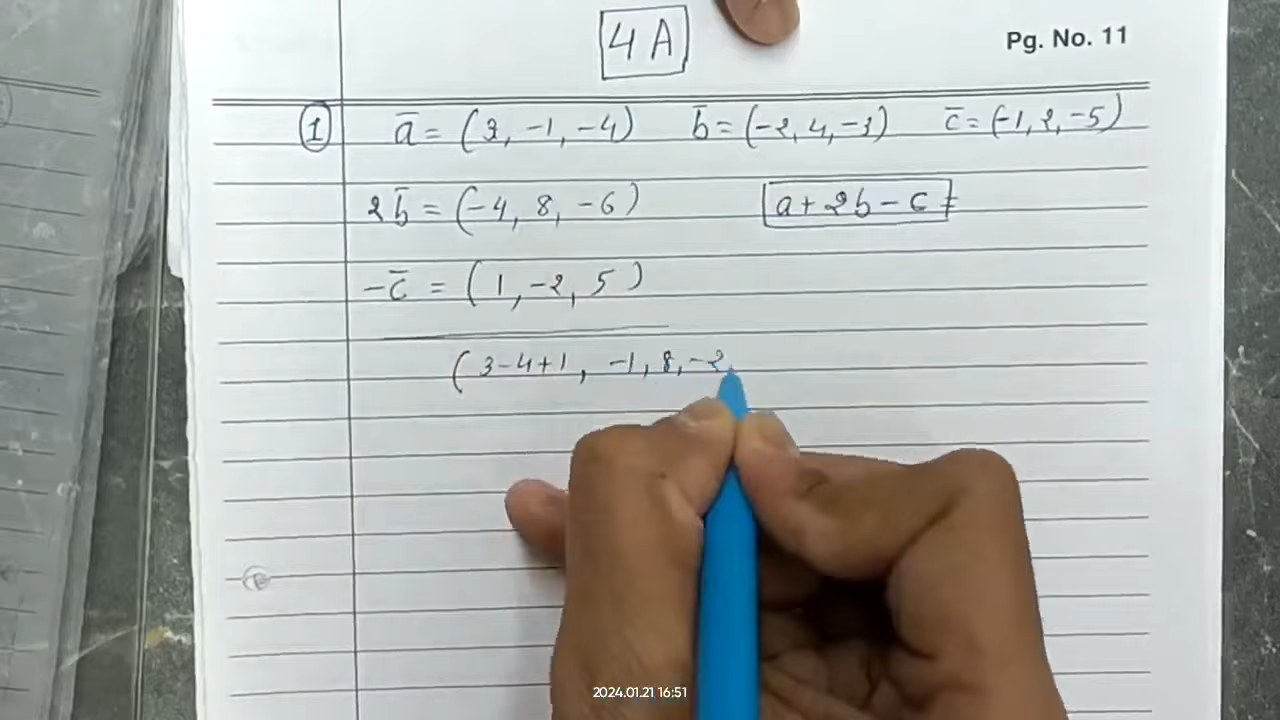 4 A
Pg. No. 11
1 a̅ = (3, -1, -4) b̅ = (-2, 4, -3) c̅ = (-1, 2, -5)
2b̅ = (-4, 8, -6) a + 2b - c =
-c̅ = (1, -2, 5)
(3-4+1, -1, 8, -2
2024.01.21 16:51